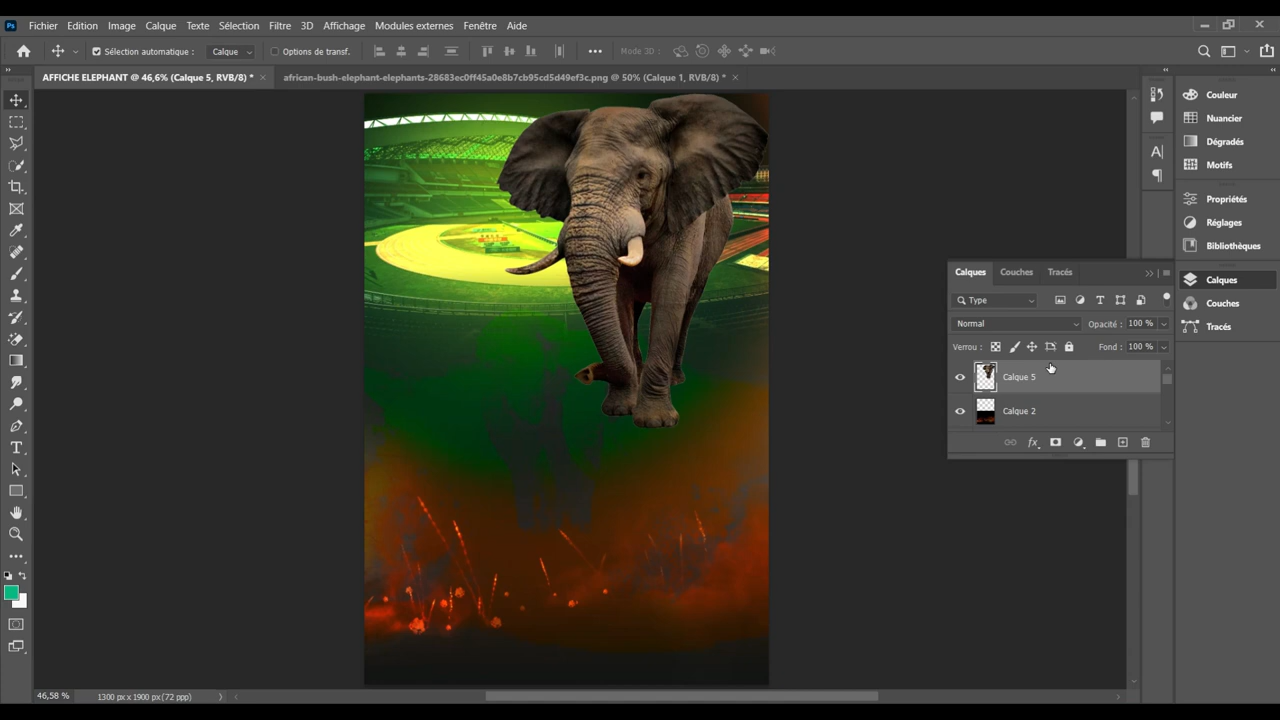 Ps Fichier Edition Image Calque Texte Sélection Filtre 3D Affichage Modules externes Fenêtre Aide
Sélection automatique : Calque Options de transf. Mode 3D :
AFFICHE ELEPHANT @ 46,6% (Calque 5, RVB/8) * african-bush-elephant-elephants-28683ec0ff45a0e8b7cb95cd5d49ef3c.png @ 50% (Calque 1, RVB/8) *
Couleur
Nuancier
Dégradés
Motifs
Propriétés
Réglages
Bibliothèques
Calques
Couches
Tracés
Calques Couches Tracés
Type
Normal Opacité : 100 %
Verrou : Fond : 100 %
Calque 5
Calque 2
fx
46,58 % 1300 px x 1900 px (72 ppp)